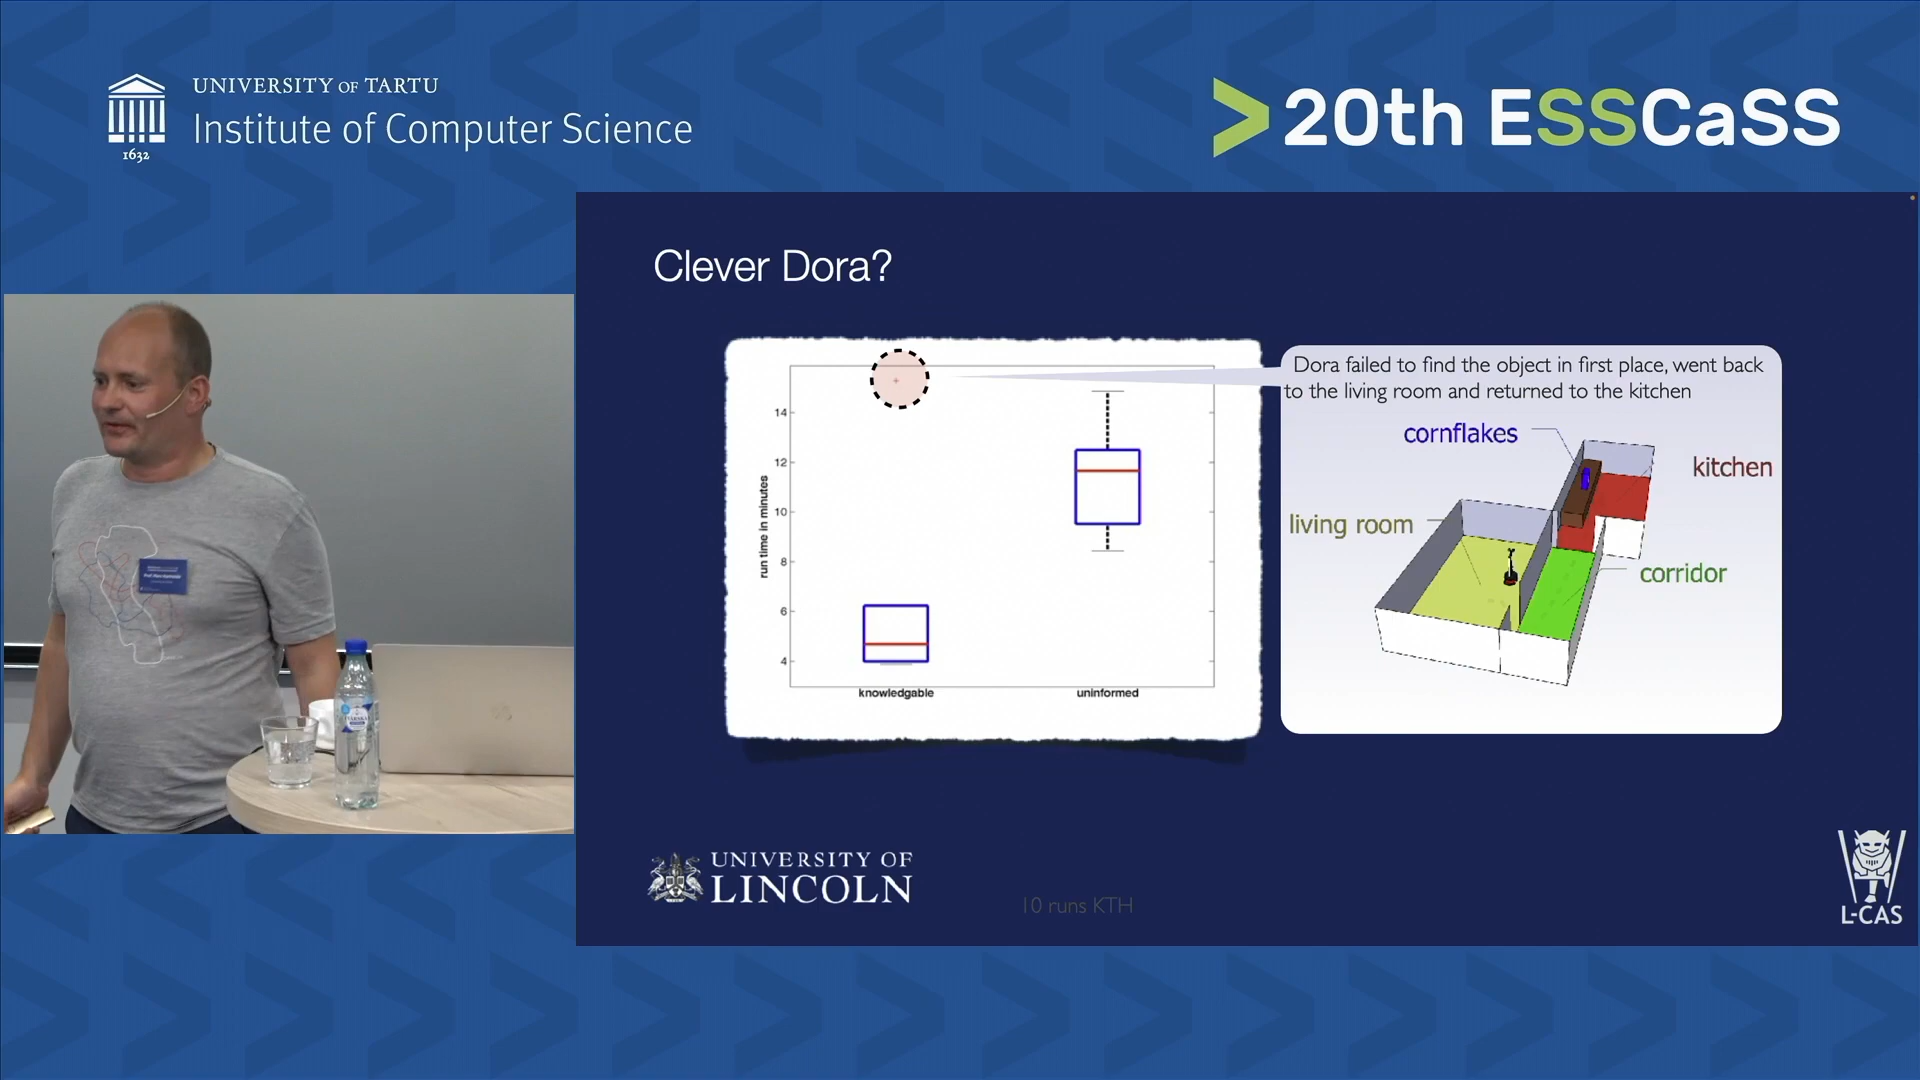 UNIVERSITY OF TARTU
Institute of Computer Science
1632
>20th ESSCaSS
Clever Dora?
Dora failed to find the object in first place, went back
to the living room and returned to the kitchen
14
12
10
8
6
4
run time in minutes
knowledgable
uninformed
cornflakes
kitchen
living room
corridor
UNIVERSITY OF
LINCOLN
10 runs KTH
L-CAS